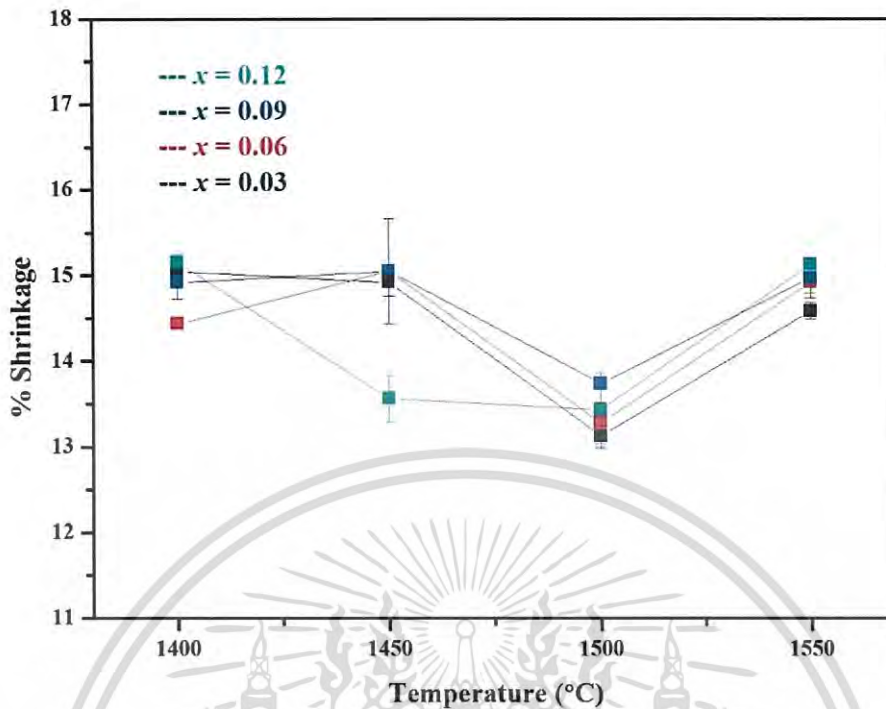 18
17
16
15
14
13
12
11
% Shrinkage
--- x = 0.12
--- x = 0.09
--- x = 0.06
--- x = 0.03
1400
1450
1500
1550
Temperature (°C)